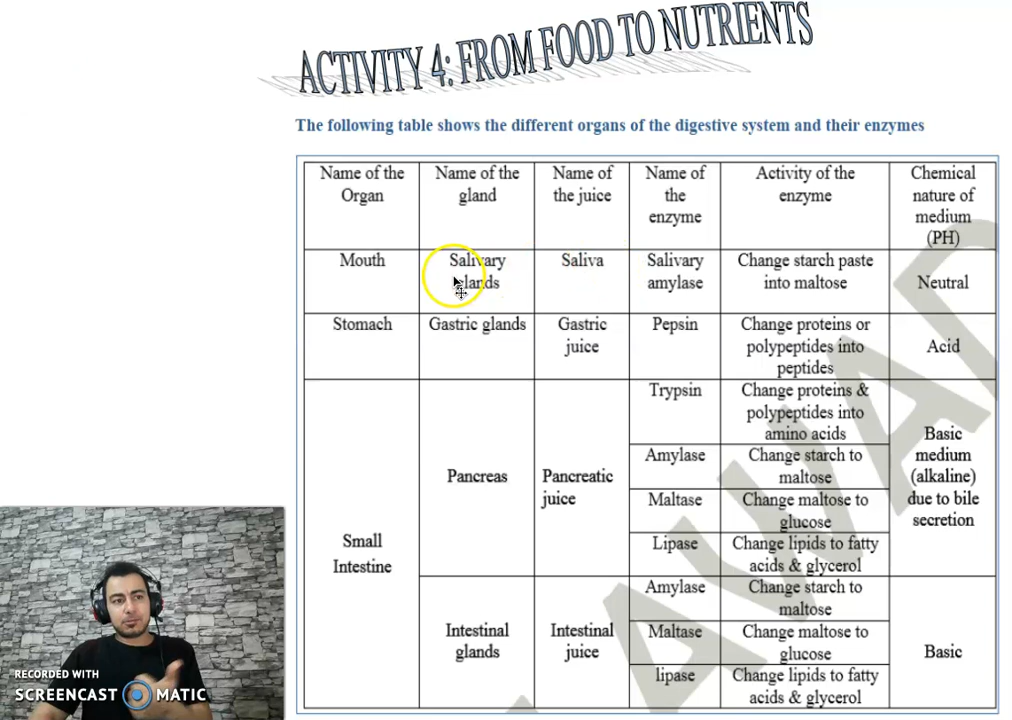 ACTIVITY 4: FROM FOOD TO NUTRIENTS
The following table shows the different organs of the digestive system and their enzymes
Name of the
Organ
Name of the
gland
Name of
the juice
Name of
the
enzyme
Activity of the
enzyme
Chemical
nature of
medium
(PH)
Mouth
Salivary
glands
Saliva
Salivary
amylase
Change starch paste
into maltose
Neutral
Stomach
Gastric glands
Gastric
juice
Pepsin
Change proteins or
polypeptides into
peptides
Acid
Small
Intestine
Pancreas
Pancreatic
juice
Trypsin
Change proteins &
polypeptides into
amino acids
Amylase
Change starch to
maltose
Maltase
Change maltose to
glucose
Lipase
Change lipids to fatty
acids & glycerol
Basic
medium
(alkaline)
due to bile
secretion
Intestinal
glands
Intestinal
juice
Amylase
Change starch to
maltose
Maltase
Change maltose to
glucose
lipase
Change lipids to fatty
acids & glycerol
Basic
RECORDED WITH
SCREENCAST MATIC